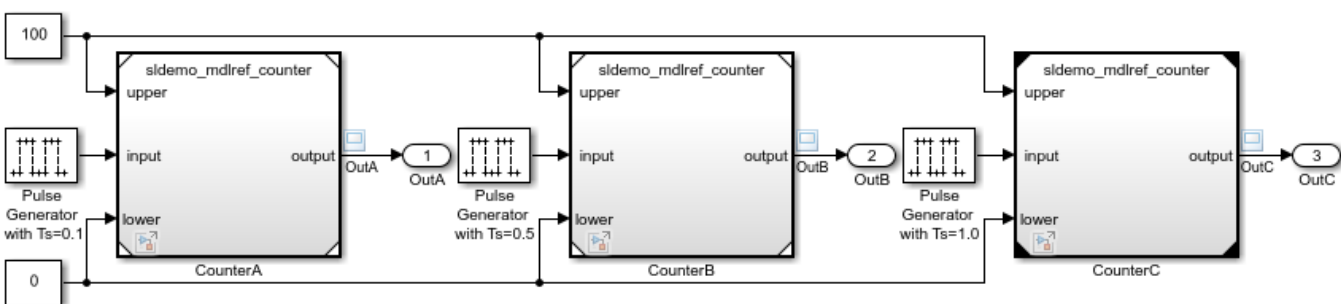 100
sldemo_mdlref_counter
upper
input
output
lower
CounterA
Pulse
Generator
with Ts=0.1
OutA
1
OutA
sldemo_mdlref_counter
upper
input
output
lower
CounterB
Pulse
Generator
with Ts=0.5
OutB
2
OutB
sldemo_mdlref_counter
upper
input
output
lower
CounterC
Pulse
Generator
with Ts=1.0
OutC
3
OutC
0